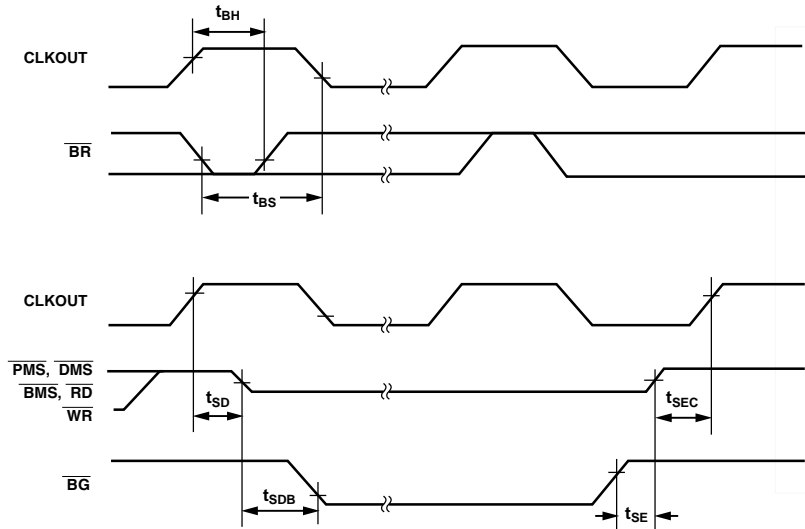 tBH
CLKOUT
BR
tBS
CLKOUT
PMS, DMS
BMS, RD
WR
tSD
tSEC
BG
tSDB
tSE